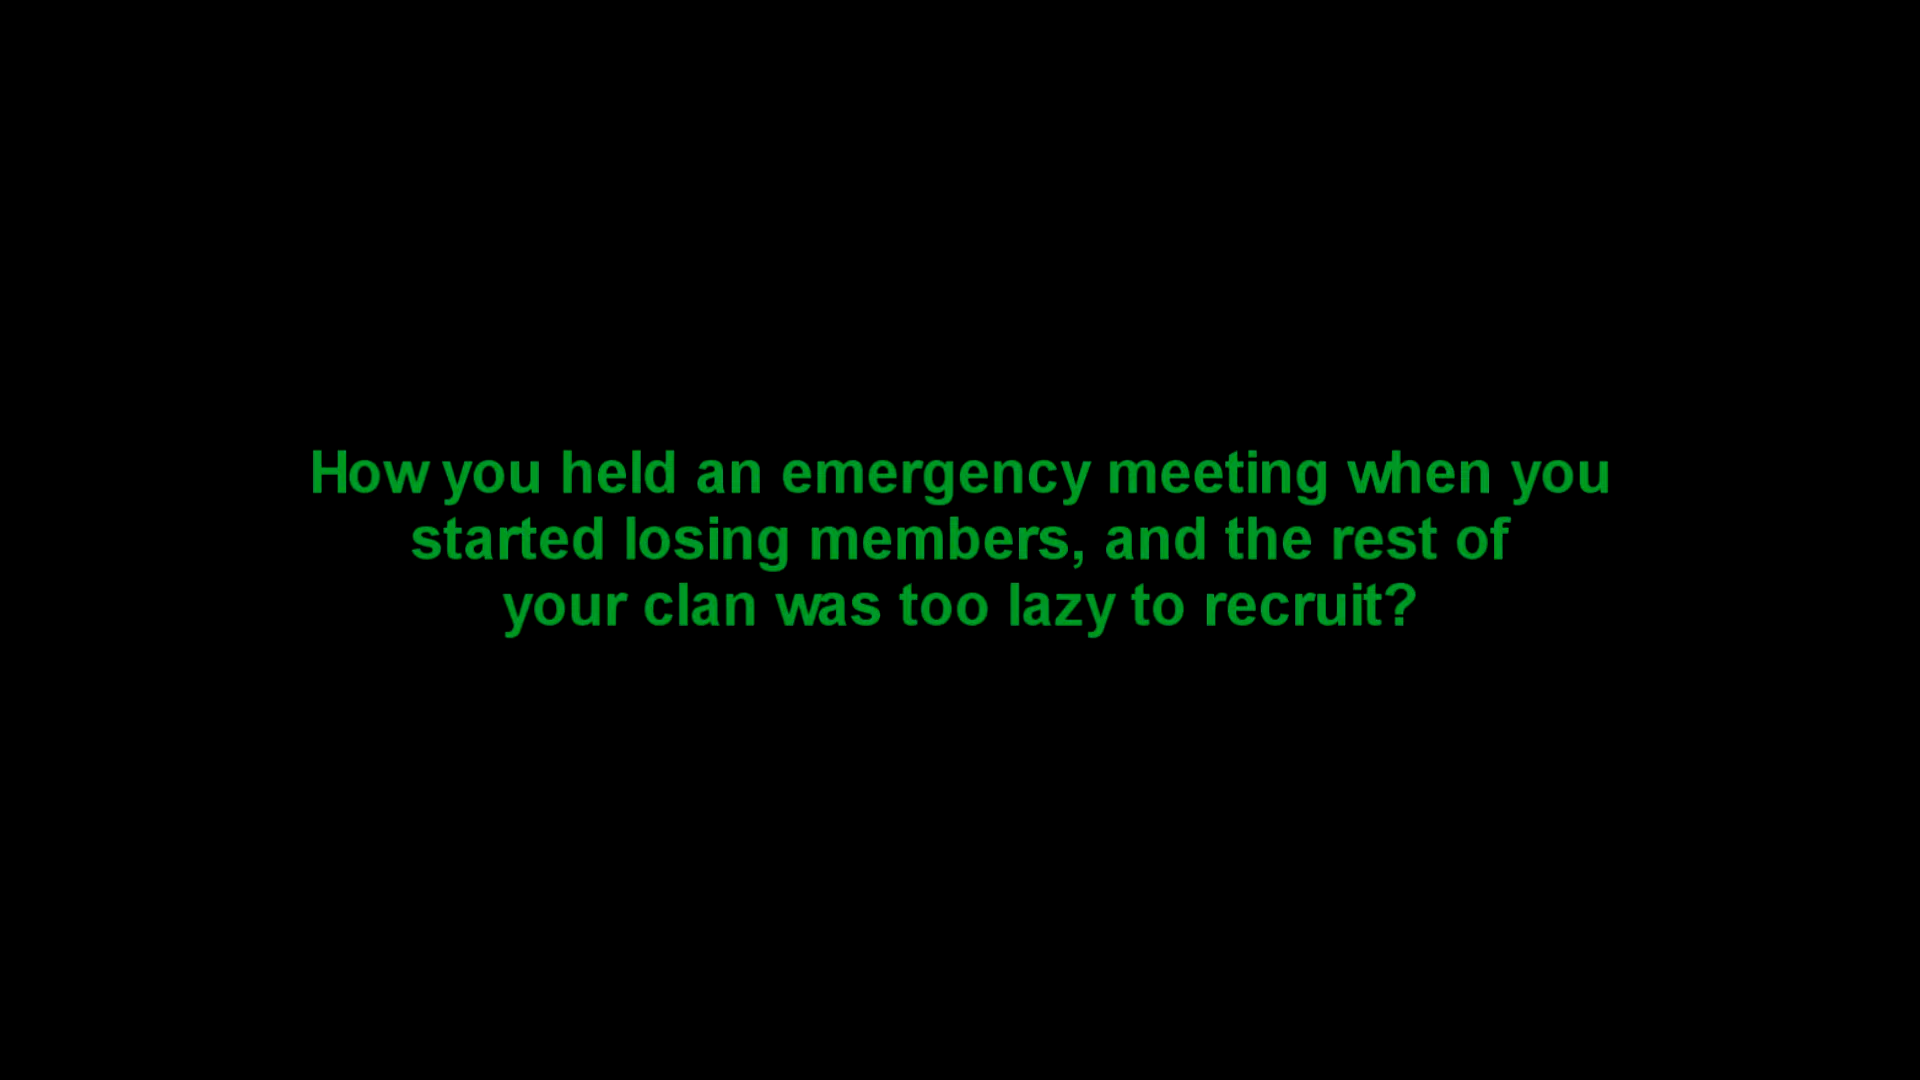 How you held an emergency meeting when you
started losing members, and the rest of
your clan was too lazy to recruit?